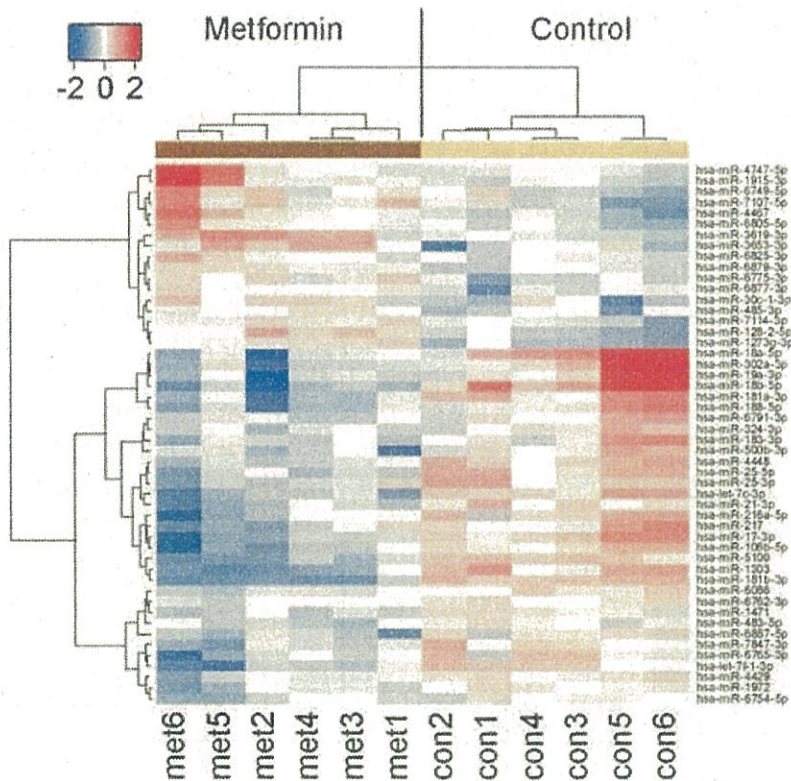 Metformin Control
-2 0 2
hsa-miR-4747-5p
hsa-miR-1915-3p
hsa-miR-6749-5p
hsa-miR-7107-5p
hsa-miR-4467
hsa-miR-6805-5p
hsa-miR-3619-3p
hsa-miR-3653-3p
hsa-miR-6825-3p
hsa-miR-6879-3p
hsa-miR-6775-5p
hsa-miR-6877-3p
hsa-miR-30c-1-3p
hsa-miR-485-3p
hsa-miR-7114-3p
hsa-miR-128-2-5p
hsa-miR-1273g-3p
hsa-miR-18a-5p
hsa-miR-302a-3p
hsa-miR-19a-3p
hsa-miR-18b-5p
hsa-miR-181a-3p
hsa-miR-188-5p
hsa-miR-5791-3p
hsa-miR-324-3p
hsa-miR-183-3p
hsa-miR-500b-3p
hsa-miR-4448
hsa-miR-25-5p
hsa-miR-25-3p
hsa-let-7c-3p
hsa-miR-21-3p
hsa-miR-216a-5p
hsa-miR-217
hsa-miR-17-3p
hsa-miR-106b-5p
hsa-miR-5100
hsa-miR-1303
hsa-miR-181b-3p
hsa-miR-6086
hsa-miR-6762-3p
hsa-miR-1471
hsa-miR-483-5p
hsa-miR-6887-5p
hsa-miR-7847-3p
hsa-miR-6765-3p
hsa-let-7f-1-3p
hsa-miR-4429
hsa-miR-1972
hsa-miR-6754-5p
met6 met5 met2 met4 met3 met1 con2 con1 con4 con3 con5 con6